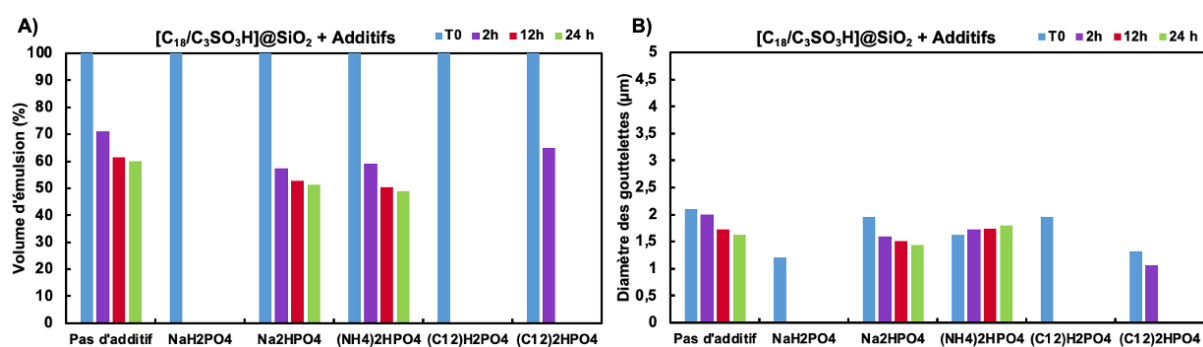 A)
[C₁₈/C₃SO₃H]@SiO₂ + Additifs
T0 2h 12h 24 h
Volume d'émulsion (%)
100
90
80
70
60
50
40
30
20
10
0
Pas d'additif NaH2PO4 Na2HPO4 (NH4)2HPO4 (C12)H2PO4 (C12)2HPO4
B)
[C₁₈/C₃SO₃H]@SiO₂ + Additifs
T0 2h 12h 24 h
Diamètre des gouttelettes (µm)
5
4,5
4
3,5
3
2,5
2
1,5
1
0,5
0
Pas d'additif NaH2PO4 Na2HPO4 (NH4)2HPO4 (C12)H2PO4 (C12)2HPO4